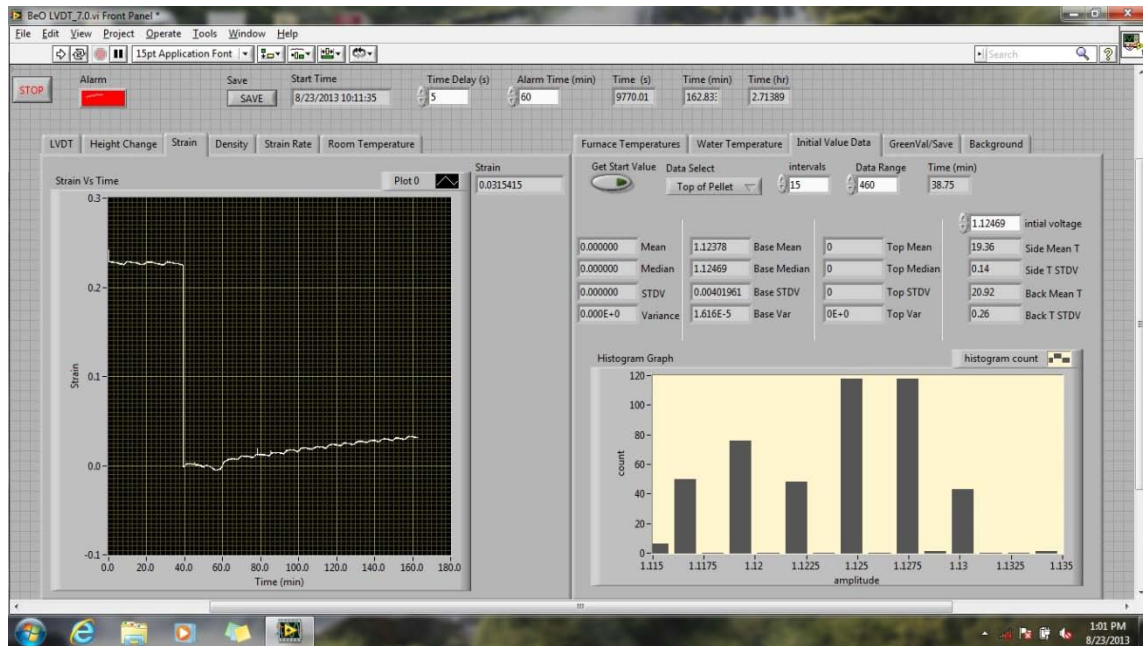 BeO LVDT_7.0.vi Front Panel *
File Edit View Project Operate Tools Window Help
15pt Application Font
Search
STOP
Alarm
Save
SAVE
Start Time
8/23/2013 10:11:35
Time Delay (s)
5
Alarm Time (min)
60
Time (s)
9770.01
Time (min)
162.83
Time (hr)
2.71389
LVDT Height Change Strain Density Strain Rate Room Temperature
Strain Vs Time
Plot 0
Strain
0.0315415
0.3
0.2
0.1
0.0
-0.1
Strain
0.0 20.0 40.0 60.0 80.0 100.0 120.0 140.0 160.0 180.0
Time (min)
Furnace Temperatures Water Temperature Initial Value Data GreenVal/Save Background
Get Start Value
Data Select
Top of Pellet
intervals
15
Data Range
460
Time (min)
38.75
1.12469 intial voltage
0.000000 Mean 1.12378 Base Mean 0 Top Mean 19.36 Side Mean T
0.000000 Median 1.12469 Base Median 0 Top Median 0.14 Side T STDV
0.000000 STDV 0.00401961 Base STDV 0 Top STDV 20.92 Back Mean T
0.000E+0 Variance 1.616E-5 Base Var 0E+0 Top Var 0.26 Back T STDV
Histogram Graph
histogram count
120
100
80
60
40
20
0
count
1.115 1.1175 1.12 1.1225 1.125 1.1275 1.13 1.1325 1.135
amplitude
1:01 PM
8/23/2013